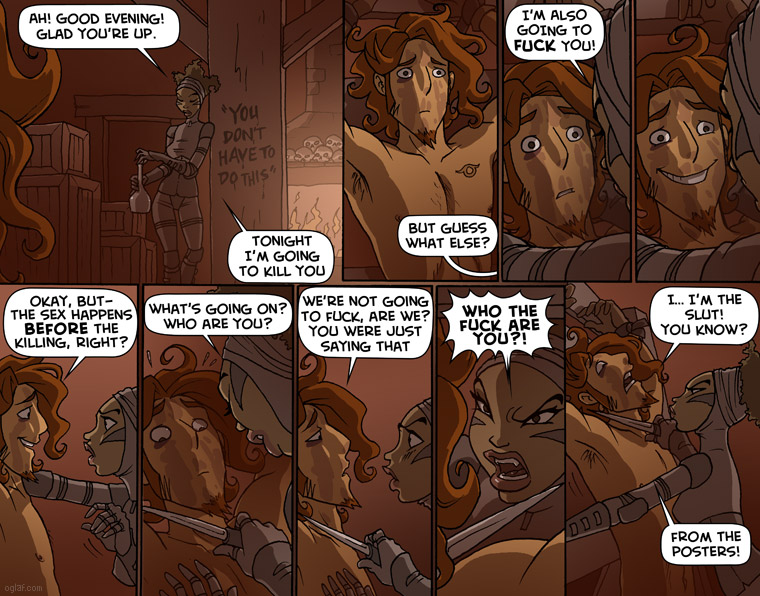 AH! GOOD EVENING!
GLAD YOU'RE UP.
"YOU
DON'T
HAVE TO
DO THIS"
TONIGHT
I'M GOING
TO KILL YOU
BUT GUESS
WHAT ELSE?
I'M ALSO
GOING TO
FUCK YOU!
OKAY, BUT-
THE SEX HAPPENS
BEFORE THE
KILLING, RIGHT?
WHAT'S GOING ON?
WHO ARE YOU?
WE'RE NOT GOING
TO FUCK, ARE WE?
YOU WERE JUST
SAYING THAT
WHO THE
FUCK ARE
YOU?!
I... I'M THE
SLUT!
YOU KNOW?
FROM THE
POSTERS!
oglaf.com